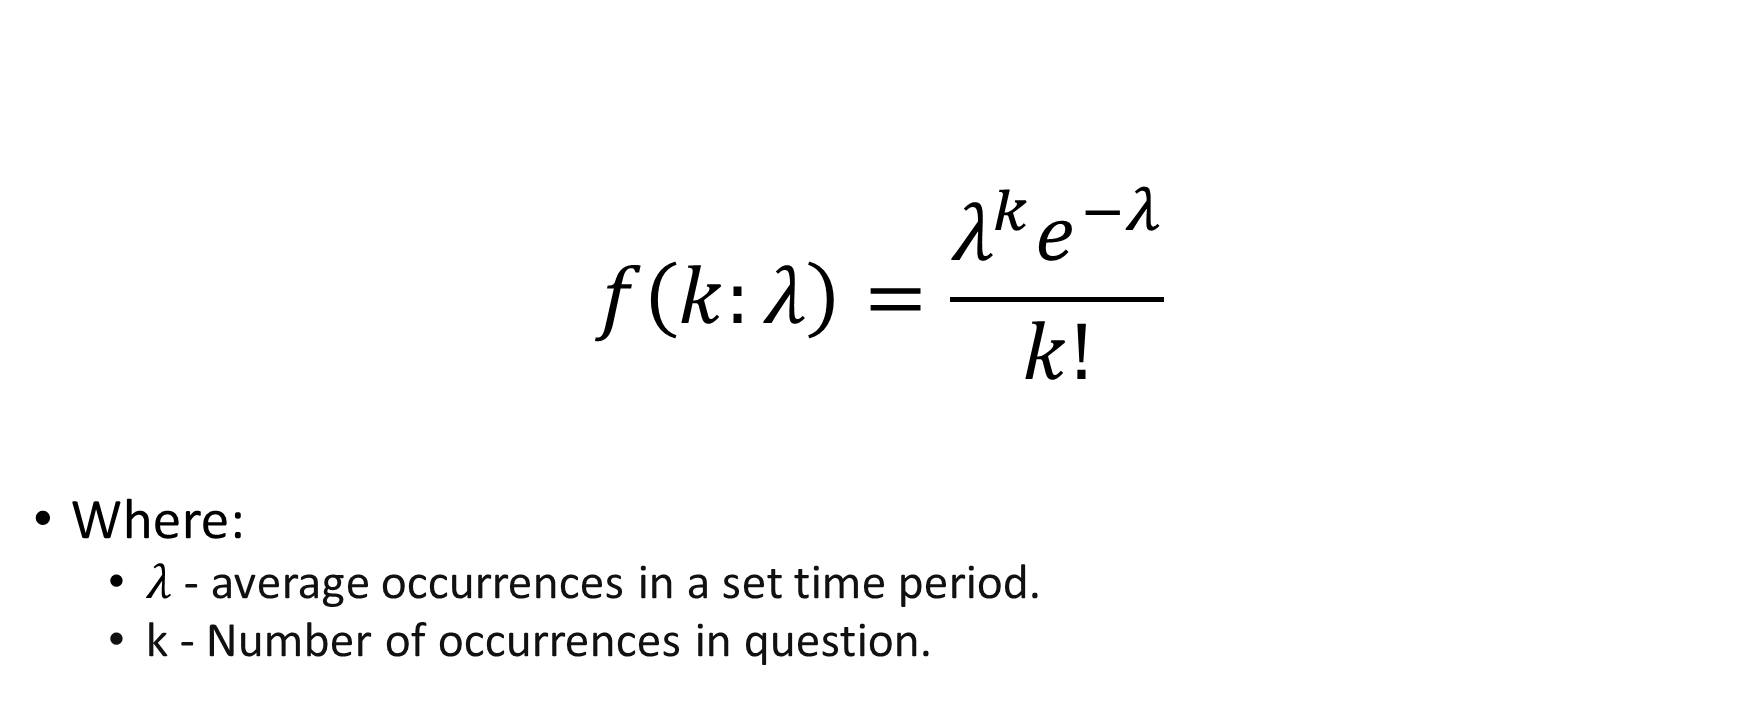 f(k: λ) = λ^k e^−λ / k!
• Where:
• λ - average occurrences in a set time period.
• k - Number of occurrences in question.